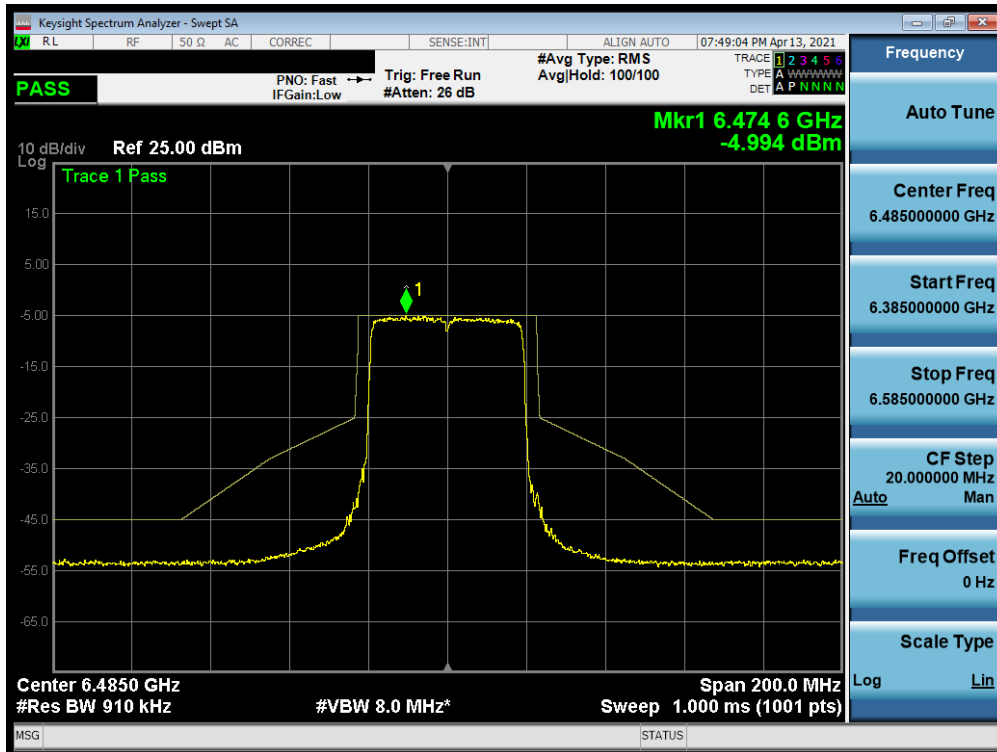 Keysight Spectrum Analyzer - Swept SA
LXI RL RF 50 Ω AC CORREC SENSE:INT ALIGN AUTO 07:49:04 PM Apr 13, 2021
PASS
PNO: Fast
IFGain:Low
Trig: Free Run
#Atten: 26 dB
#Avg Type: RMS
Avg|Hold: 100/100
TRACE 1 2 3 4 5 6
TYPE A WWWWW
DET A P N N N N
Mkr1 6.474 6 GHz
-4.994 dBm
10 dB/div Ref 25.00 dBm
Log
Trace 1 Pass
1
15.0
5.00
-5.00
-15.0
-25.0
-35.0
-45.0
-55.0
-65.0
Center 6.4850 GHz Span 200.0 MHz
#Res BW 910 kHz #VBW 8.0 MHz* Sweep 1.000 ms (1001 pts)
MSG STATUS
Frequency
Auto Tune
Center Freq
6.485000000 GHz
Start Freq
6.385000000 GHz
Stop Freq
6.585000000 GHz
CF Step
20.000000 MHz
Auto Man
Freq Offset
0 Hz
Scale Type
Log Lin